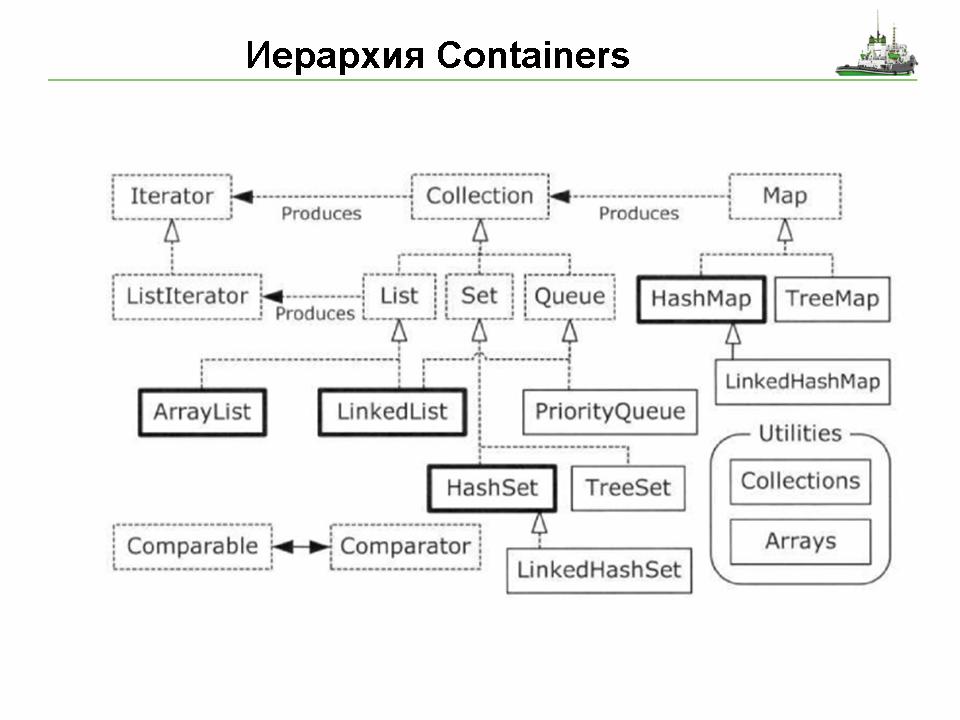 Иерархия Containers
Iterator
Produces
Collection
Produces
Map
ListIterator
Produces
List
Set
Queue
HashMap
TreeMap
ArrayList
LinkedList
PriorityQueue
LinkedHashMap
HashSet
TreeSet
Utilities
Collections
Arrays
Comparable
Comparator
LinkedHashSet